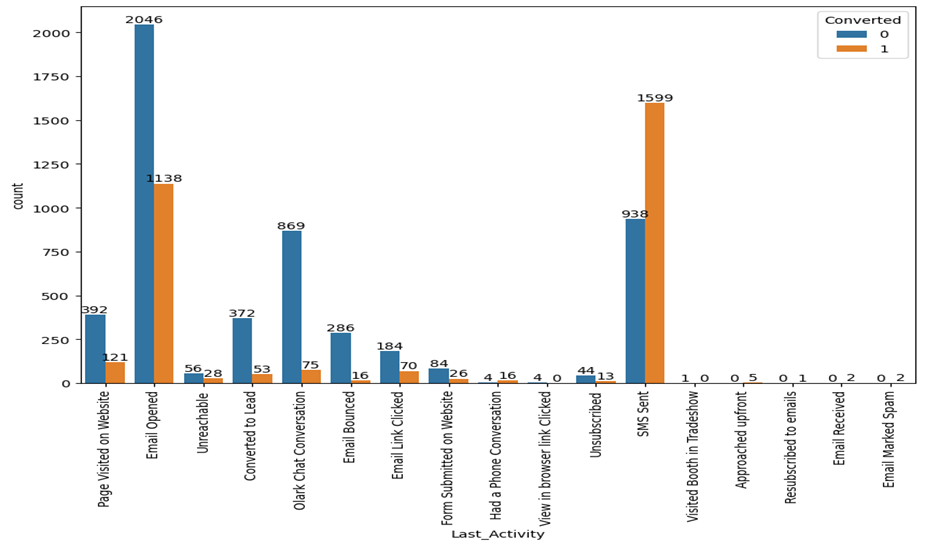 Converted
0
1
count
2000
1750
1500
1250
1000
750
500
250
0
392
121
2046
1138
56
28
372
53
869
75
286
16
184
70
84
26
4
16
4
0
44
13
938
1599
1
0
0
5
0
1
0
2
0
2
Page Visited on Website
Email Opened
Unreachable
Converted to Lead
Olark Chat Conversation
Email Bounced
Email Link Clicked
Form Submitted on Website
Had a Phone Conversation
View in browser link Clicked
Unsubscribed
SMS Sent
Visited Booth in Tradeshow
Approached upfront
Resubscribed to emails
Email Received
Email Marked Spam
Last_Activity